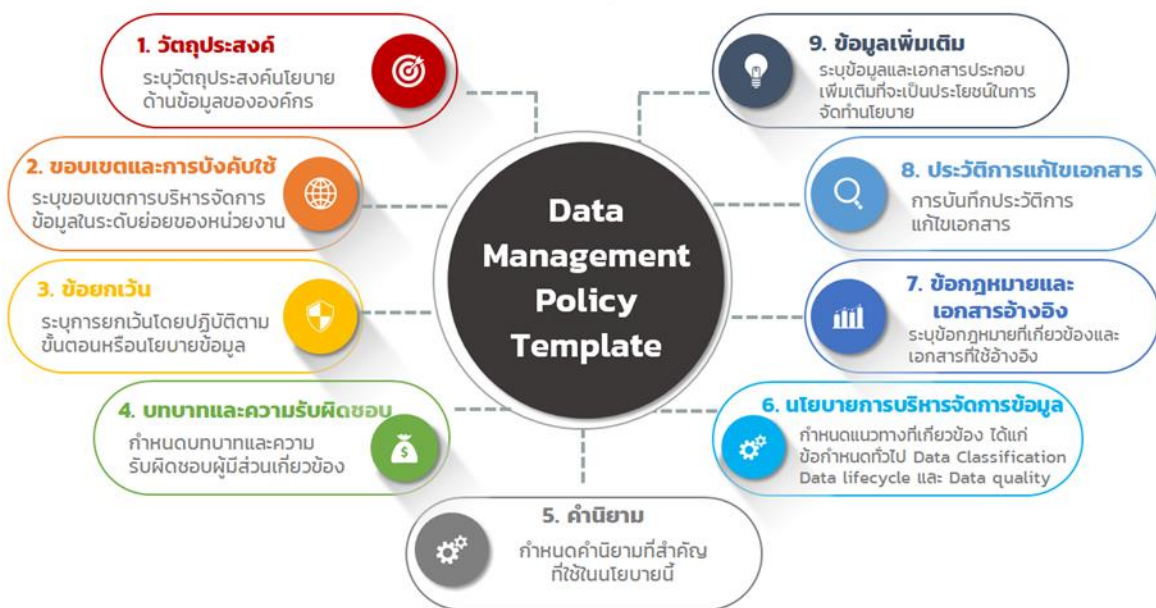 1. วัตถุประสงค์
ระบุวัตถุประสงค์นโยบาย
ด้านข้อมูลขององค์กร
2. ขอบเขตและการบังคับใช้
ระบุขอบเขตการบริหารจัดการ
ข้อมูลในระดับย่อยของหน่วยงาน
3. ข้อยกเว้น
ระบุการยกเว้นโดยปฏิบัติตาม
ขั้นตอนหรือนโยบายข้อมูล
4. บทบาทและความรับผิดชอบ
กำหนดบทบาทและความ
รับผิดชอบผู้มีส่วนเกี่ยวข้อง
5. คำนิยาม
กำหนดคำนิยามที่สำคัญ
ที่ใช้ในนโยบายนี้
Data
Management
Policy
Template
9. ข้อมูลเพิ่มเติม
ระบุข้อมูลและเอกสารประกอบ
เพิ่มเติมที่จะเป็นประโยชน์ในการ
จัดทำนโยบาย
8. ประวัติการแก้ไขเอกสาร
การบันทึกประวัติการ
แก้ไขเอกสาร
7. ข้อกฎหมายและ
เอกสารอ้างอิง
ระบุข้อกฎหมายที่เกี่ยวข้องและ
เอกสารที่ใช้อ้างอิง
6. นโยบายการบริหารจัดการข้อมูล
กำหนดแนวทางที่เกี่ยวข้อง ได้แก่
ข้อกำหนดทั่วไป Data Classification
Data lifecycle และ Data quality